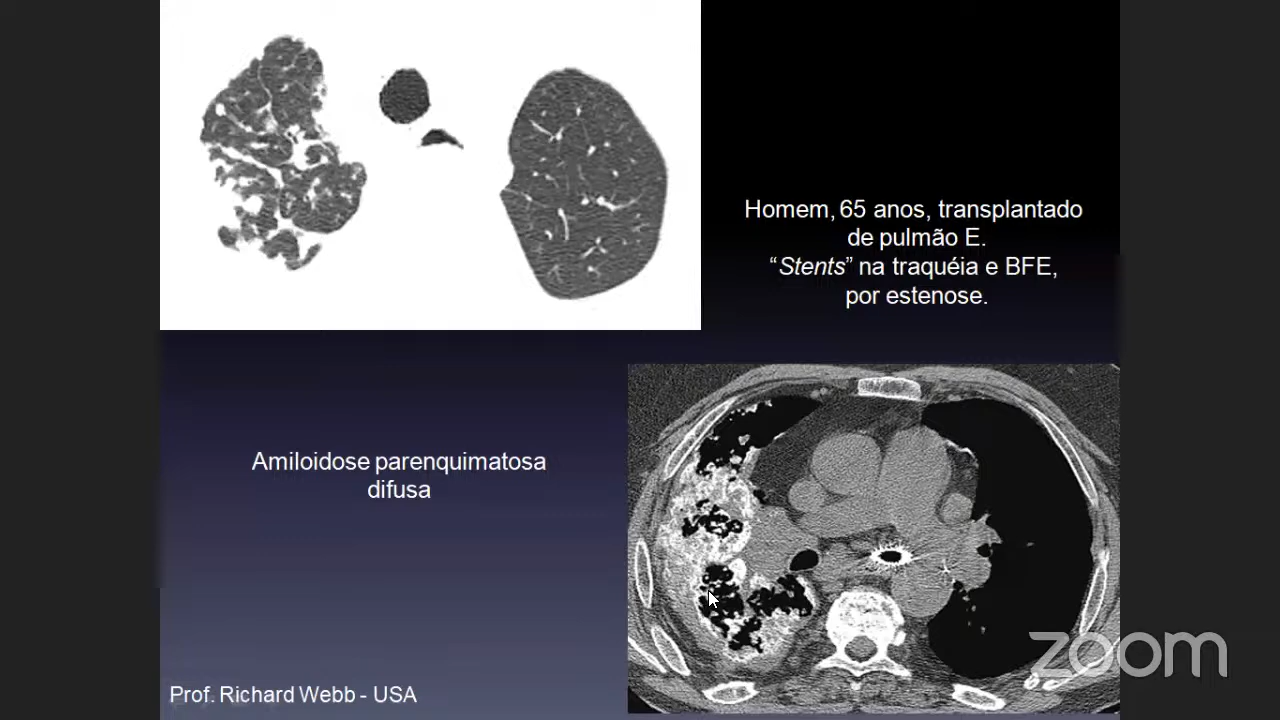 Homem, 65 anos, transplantado
de pulmão E.
“Stents” na traquéia e BFE,
por estenose.
Amiloidose parenquimatosa
difusa
Prof. Richard Webb - USA
zoom